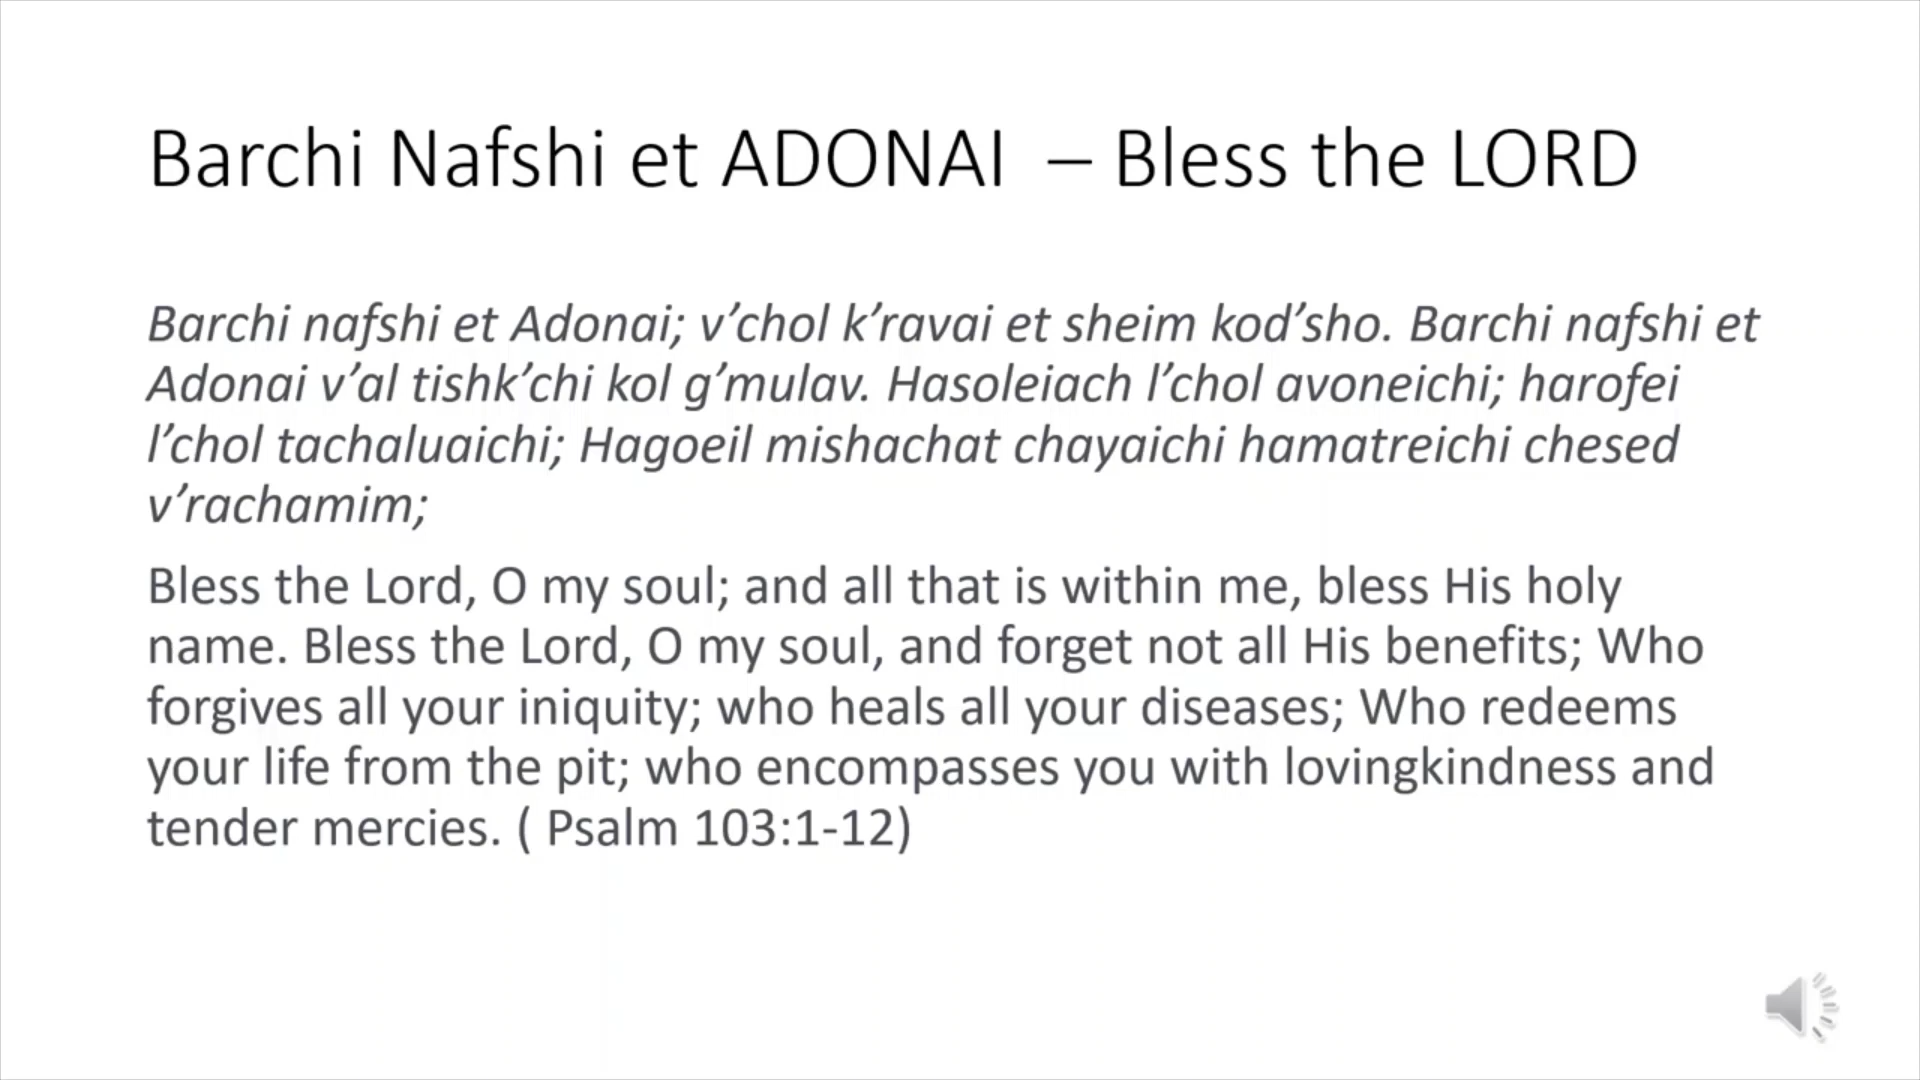 Barchi Nafshi et ADONAI – Bless the LORD
Barchi nafshi et Adonai; v’chol k’ravai et sheim kod’sho. Barchi nafshi et
Adonai v’al tishk’chi kol g’mulav. Hasoleiach l’chol avoneichi; harofei
l’chol tachaluaichi; Hagoeil mishachat chayaichi hamatreichi chesed
v’rachamim;
Bless the Lord, O my soul; and all that is within me, bless His holy
name. Bless the Lord, O my soul, and forget not all His benefits; Who
forgives all your iniquity; who heals all your diseases; Who redeems
your life from the pit; who encompasses you with lovingkindness and
tender mercies. ( Psalm 103:1-12)